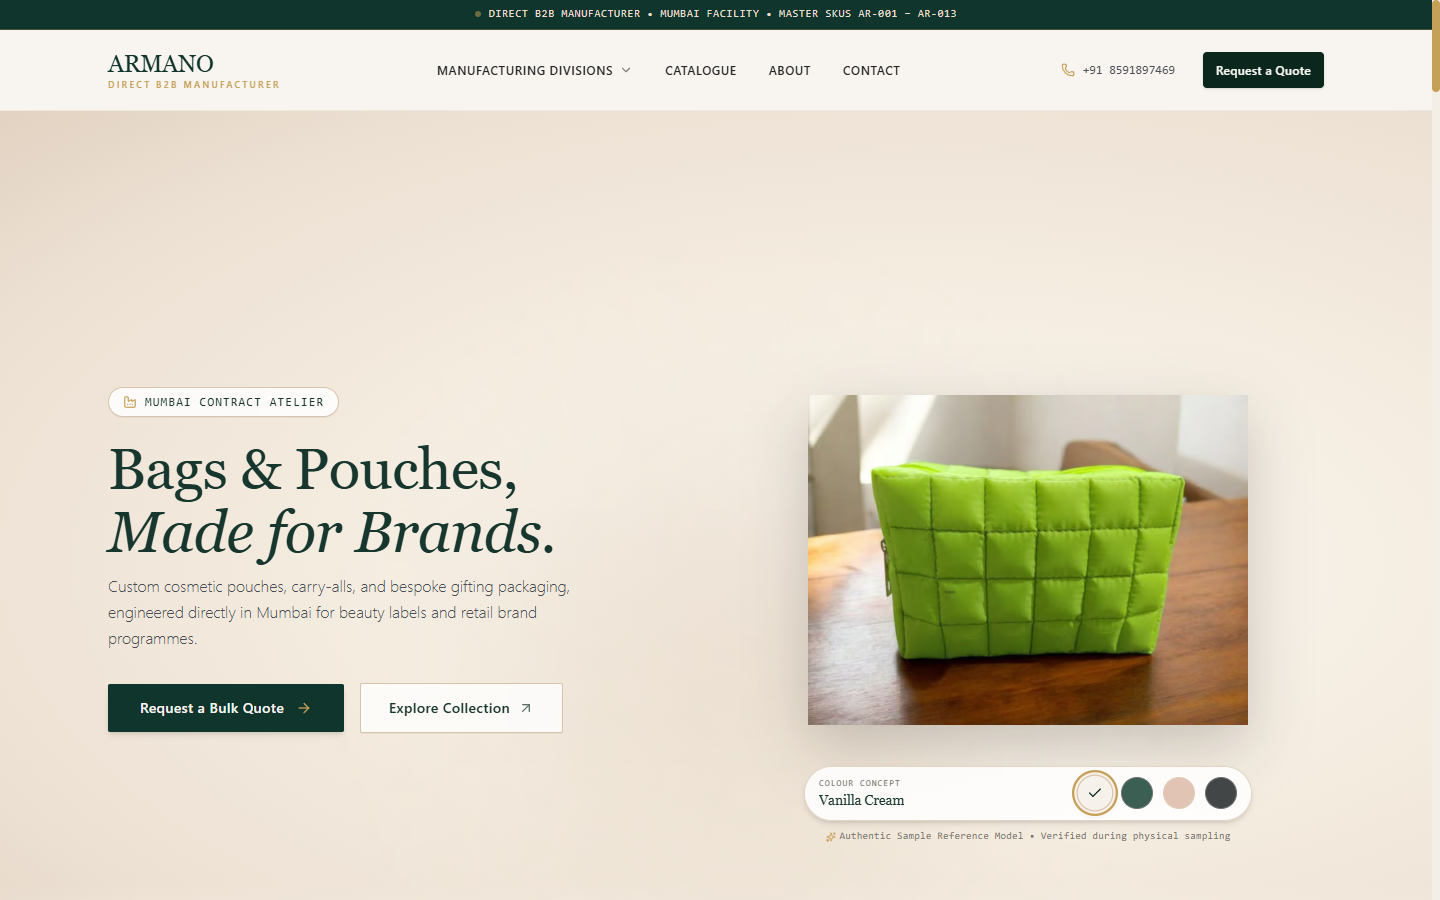 DIRECT B2B MANUFACTURER • MUMBAI FACILITY • MASTER SKUS AR-001 – AR-013
ARMANO
DIRECT B2B MANUFACTURER
MANUFACTURING DIVISIONS
CATALOGUE
ABOUT
CONTACT
+91 8591897469
Request a Quote
MUMBAI CONTRACT ATELIER
Bags & Pouches,
Made for Brands.
Custom cosmetic pouches, carry-alls, and bespoke gifting packaging,
engineered directly in Mumbai for beauty labels and retail brand
programmes.
Request a Bulk Quote
Explore Collection
COLOUR CONCEPT
Vanilla Cream
Authentic Sample Reference Model • Verified during physical sampling